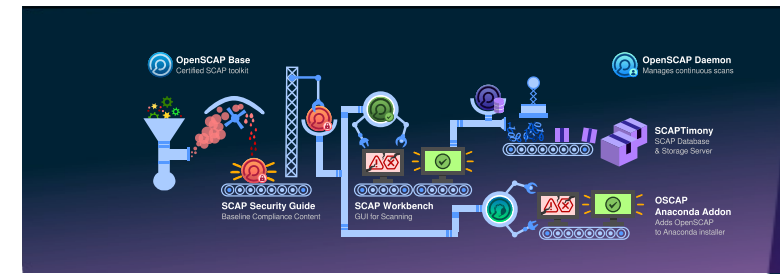 OpenSCAP Base
Certified SCAP toolkit
OpenSCAP Daemon
Manages continuous scans
SCAPTimony
SCAP Database
& Storage Server
SCAP Security Guide
Baseline Compliance Content
SCAP Workbench
GUI for Scanning
OSCAP
Anaconda Addon
Adds OpenSCAP
to Anaconda installer